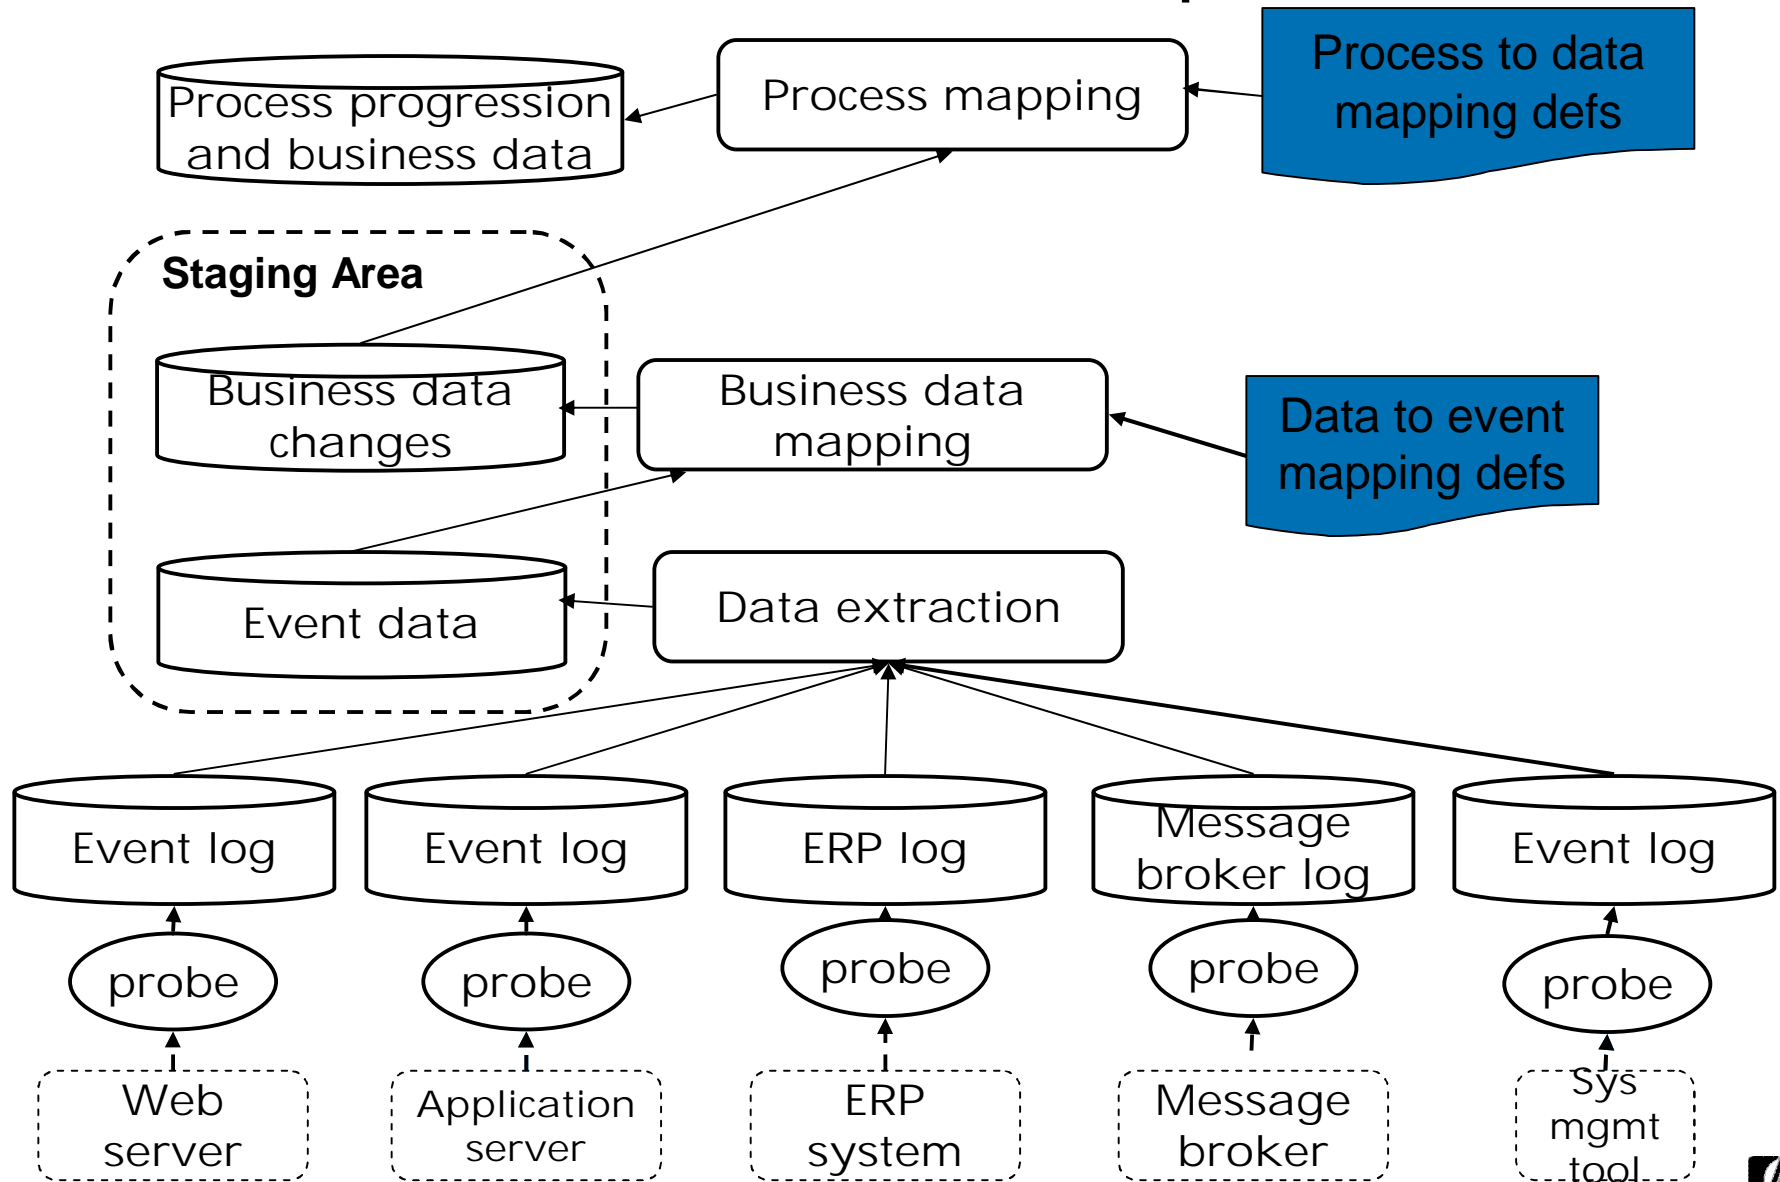 Process progression
and business data
Process mapping
Process to data
mapping defs
Staging Area
Business data
changes
Business data
mapping
Data to event
mapping defs
Event data
Data extraction
Event log
Event log
ERP log
Message
broker log
Event log
probe
probe
probe
probe
probe
Web
server
Application
server
ERP
system
Message
broker
Sys
mgmt
tool